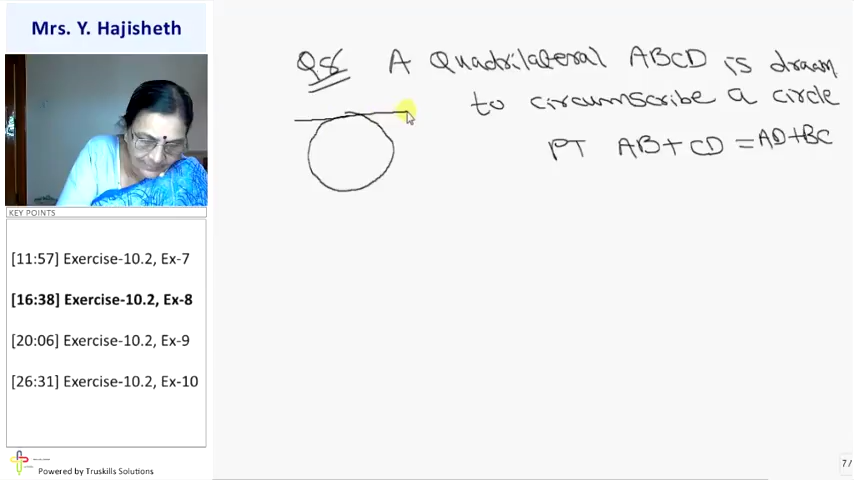 Mrs. Y. Hajisheth
KEY POINTS
[11:57] Exercise-10.2, Ex-7
[16:38] Exercise-10.2, Ex-8
[20:06] Exercise-10.2, Ex-9
[26:31] Exercise-10.2, Ex-10
Powered by Truskills Solutions
Q8 A Quadrilateral ABCD is drawn
to circumscribe a circle
PT AB + CD = AD + BC
7/